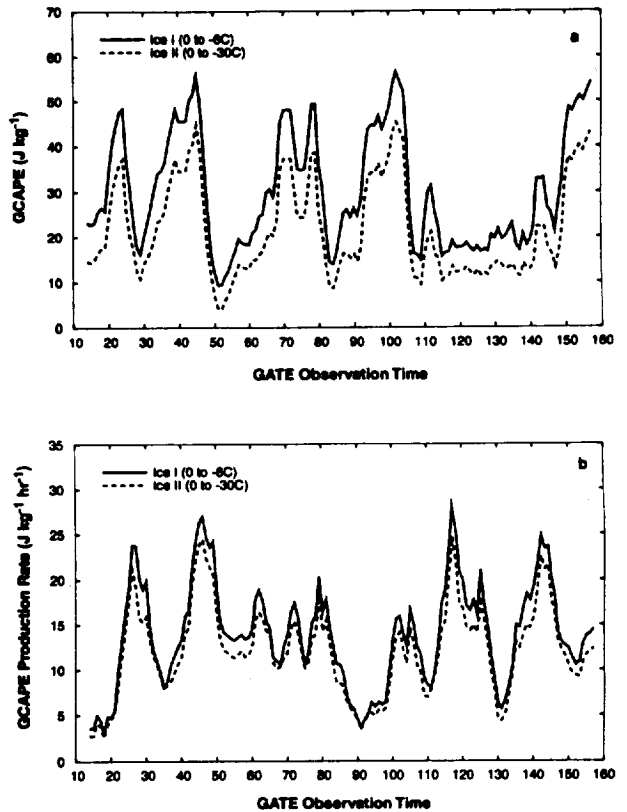 70
60
50
40
30
20
10
0
GCAPE (J kg⁻¹)
Ice I (0 to -6C)
Ice II (0 to -30C)
a
10 20 30 40 50 60 70 80 90 100 110 120 130 140 150 160
GATE Observation Time
35
30
25
20
15
10
5
0
GCAPE Production Rate (J kg⁻¹ hr⁻¹)
Ice I (0 to -6C)
Ice II (0 to -30C)
b
10 20 30 40 50 60 70 80 90 100 110 120 130 140 150 160
GATE Observation Time